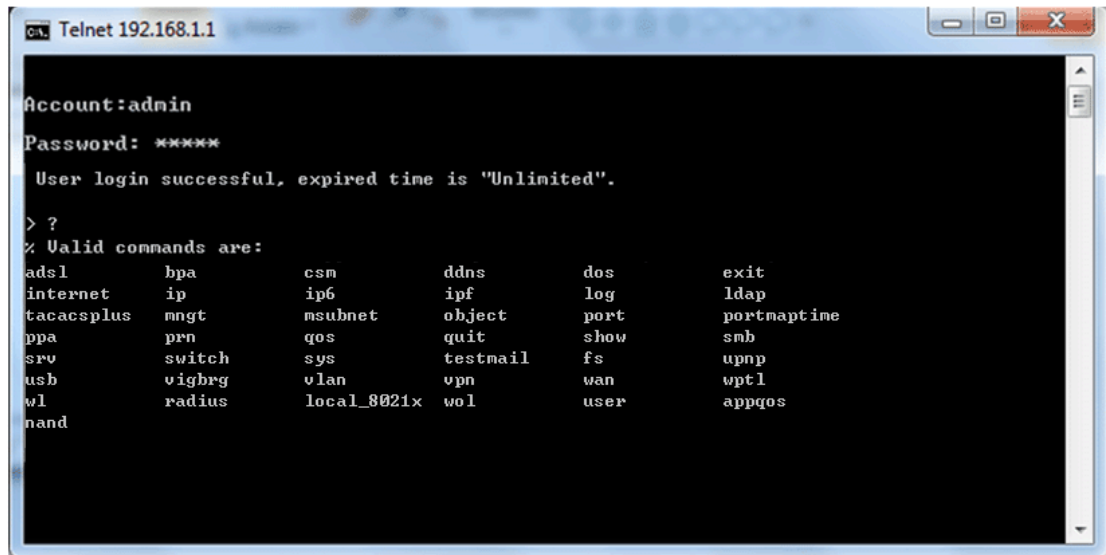 Telnet 192.168.1.1
Account:admin
Password: *****
User login successful, expired time is "Unlimited".
> ?
% Valid commands are:
adsl bpa csm ddns dos exit
internet ip ip6 ipf log ldap
tacacsplus mngt msubnet object port portmaptime
ppa prn qos quit show smb
srv switch sys testmail fs upnp
usb vigbrg vlan vpn wan wptl
wl radius local_8021x wol user appqos
nand